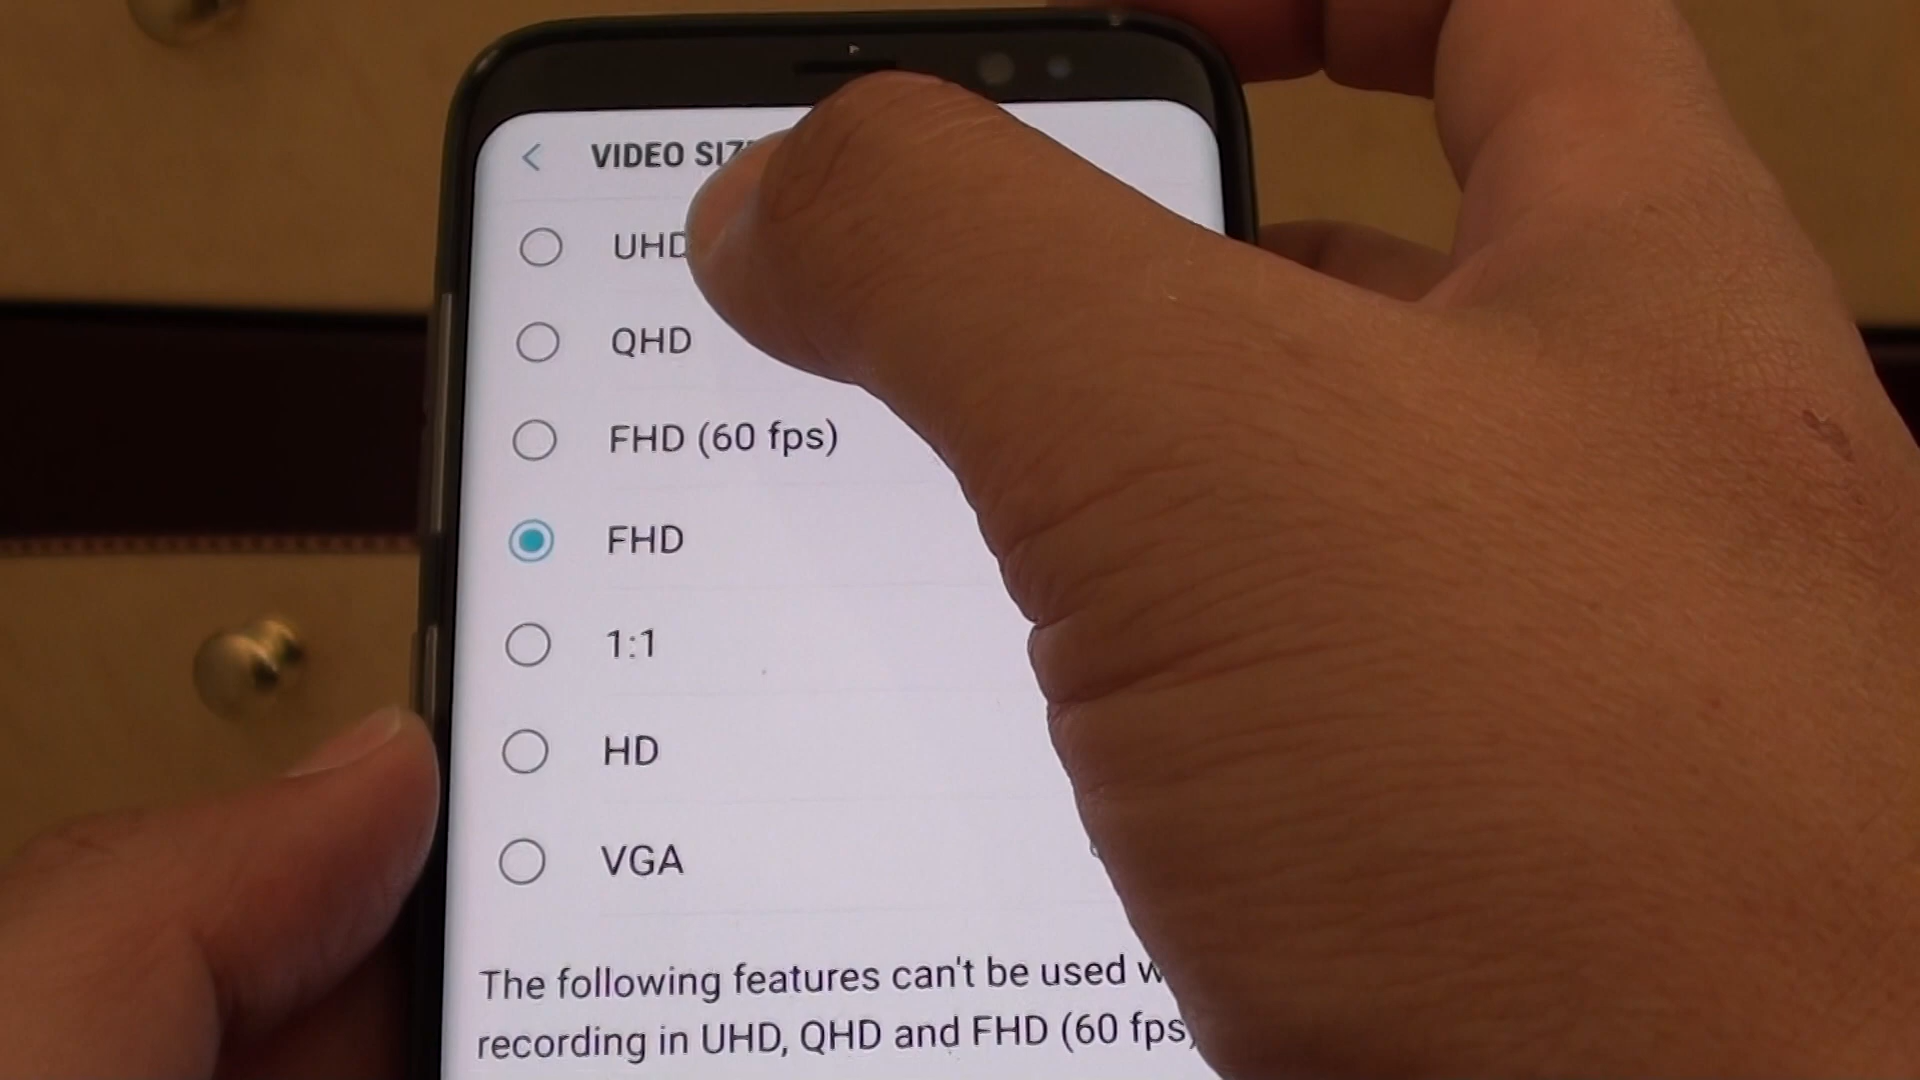 VIDEO
UHD
QHD
FHD (60 fps)
FHD
1:1
HD
VGA
The following features can't be used
recording in UHD, QHD and FHD (60 fps)